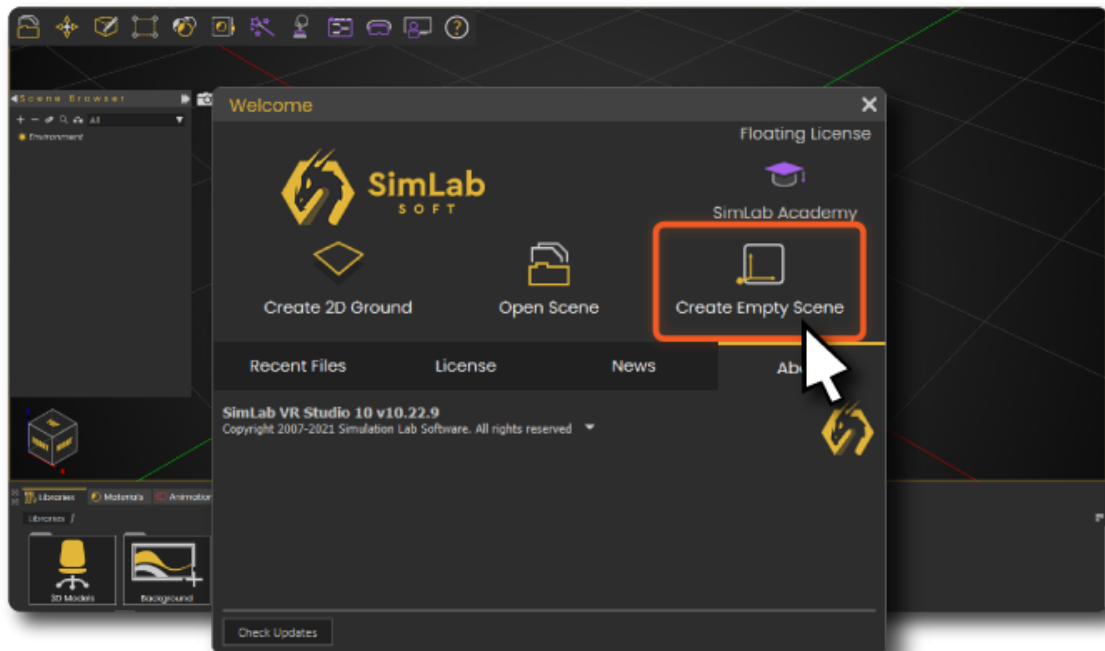 Scene Browser
All
Environment
Welcome
Floating License
SimLab
SOFT
SimLab Academy
Create 2D Ground
Open Scene
Create Empty Scene
Recent Files
License
News
SimLab VR Studio 10 v10.22.9
Copyright 2007-2021 Simulation Lab Software. All rights reserved
Libraries
Materials
Animation
Libraries /
3D Models
Background
Check Updates